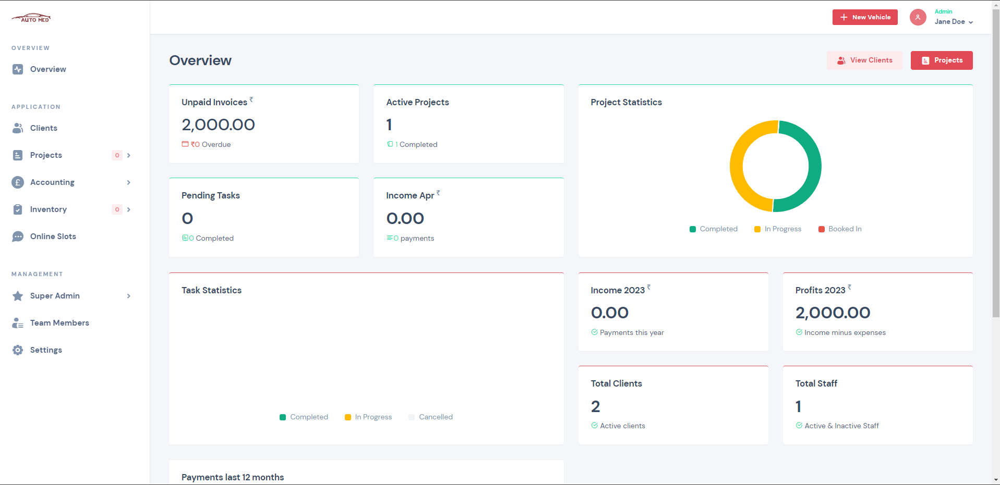 AUTO MED
New Vehicle
Admin
Jane Doe
OVERVIEW
Overview
APPLICATION
Clients
Projects 0
£ Accounting
Inventory 0
Online Slots
MANAGEMENT
Super Admin
Team Members
Settings
Overview
View Clients
Projects
Unpaid Invoices ₹
2,000.00
₹0 Overdue
Active Projects
1
1 Completed
Project Statistics
Completed In Progress Booked In
Pending Tasks
0
0 Completed
Income Apr ₹
0.00
0 payments
Task Statistics
Completed In Progress Cancelled
Income 2023 ₹
0.00
Payments this year
Profits 2023 ₹
2,000.00
Income minus expenses
Total Clients
2
Active clients
Total Staff
1
Active & Inactive Staff
Payments last 12 months